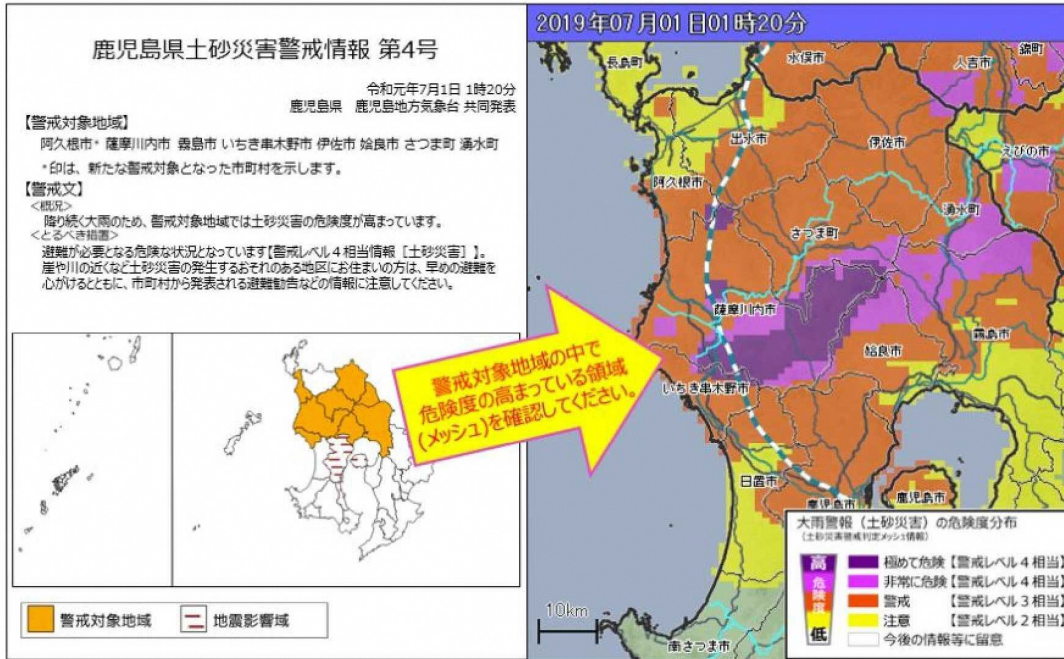 鹿児島県土砂災害警戒情報 第4号
令和元年7月1日 1時20分
鹿児島県 鹿児島地方気象台 共同発表
【警戒対象地域】
阿久根市* 薩摩川内市 霧島市 いちき串木野市 伊佐市 姶良市 さつま町 湧水町
*印は、新たな警戒対象となった市町村を示します。
【警戒文】
<概況>
降り続く大雨のため、警戒対象地域では土砂災害の危険度が高まっています。
<とるべき措置>
避難が必要となる危険な状況となっています【警戒レベル4相当情報［土砂災害］】。
崖や川の近くなど土砂災害の発生するおそれのある地区にお住まいの方は、早めの避難を
心がけるとともに、市町村から発表される避難勧告などの情報に注意してください。
警戒対象地域
地震影響域
警戒対象地域の中で
危険度の高まっている領域
(メッシュ)を確認してください。
2019年07月01日01時20分
長島町
水俣市
人吉市
錦町
出水市
伊佐市
えびの市
阿久根市
湧水町
さつま町
薩摩川内市
霧島市
姶良市
いちき串木野市
日置市
鹿児島市
鹿児島市
南さつま市
10km
大雨警報（土砂災害）の危険度分布
（土砂災害警戒判定メッシュ情報）
高
危険度
低
極めて危険【警戒レベル4相当】
非常に危険【警戒レベル4相当】
警戒 【警戒レベル3相当】
注意 【警戒レベル2相当】
今後の情報等に留意